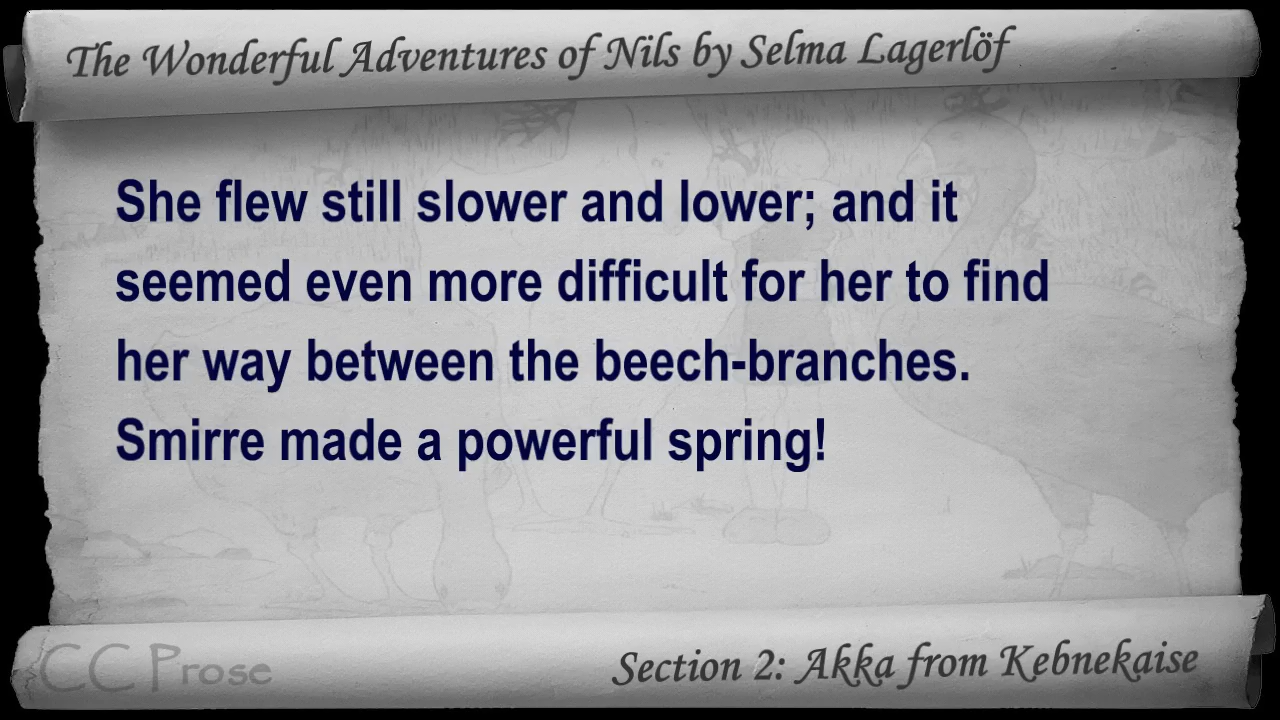 The Wonderful Adventures of Nils by Selma Lagerlöf
She flew still slower and lower; and it
seemed even more difficult for her to find
her way between the beech-branches.
Smirre made a powerful spring!
CC Prose
Section 2: Akka from Kebnekaise